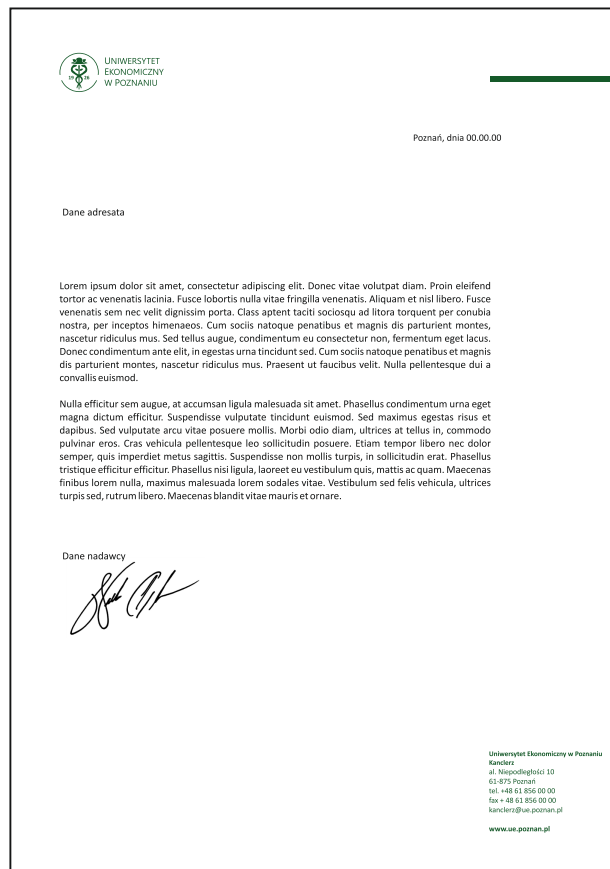 UNIWERSYTET
EKONOMICZNY
W POZNANIU
19 26
Poznań, dnia 00.00.00
Dane adresata
Lorem ipsum dolor sit amet, consectetur adipiscing elit. Donec vitae volutpat diam. Proin eleifend
tortor ac venenatis lacinia. Fusce lobortis nulla vitae fringilla venenatis. Aliquam et nisl libero. Fusce
venenatis sem nec velit dignissim porta. Class aptent taciti sociosqu ad litora torquent per conubia
nostra, per inceptos himenaeos. Cum sociis natoque penatibus et magnis dis parturient montes,
nascetur ridiculus mus. Sed tellus augue, condimentum eu consectetur non, fermentum eget lacus.
Donec condimentum ante elit, in egestas urna tincidunt sed. Cum sociis natoque penatibus et magnis
dis parturient montes, nascetur ridiculus mus. Praesent ut faucibus velit. Nulla pellentesque dui a
convallis euismod.
Nulla efficitur sem augue, at accumsan ligula malesuada sit amet. Phasellus condimentum urna eget
magna dictum efficitur. Suspendisse vulputate tincidunt euismod. Sed maximus egestas risus et
dapibus. Sed vulputate arcu vitae posuere mollis. Morbi odio diam, ultrices at tellus in, commodo
pulvinar eros. Cras vehicula pellentesque leo sollicitudin posuere. Etiam tempor libero nec dolor
semper, quis imperdiet metus sagittis. Suspendisse non mollis turpis, in sollicitudin erat. Phasellus
tristique efficitur efficitur. Phasellus nisi ligula, laoreet eu vestibulum quis, mattis ac quam. Maecenas
finibus lorem nulla, maximus malesuada lorem sodales vitae. Vestibulum sed felis vehicula, ultrices
turpis sed, rutrum libero. Maecenas blandit vitae mauris et ornare.
Dane nadawcy
Uniwersytet Ekonomiczny w Poznaniu
Kanclerz
al. Niepodległości 10
61-875 Poznań
tel. +48 61 856 00 00
fax + 48 61 856 00 00
kanclerz@ue.poznan.pl
www.ue.poznan.pl